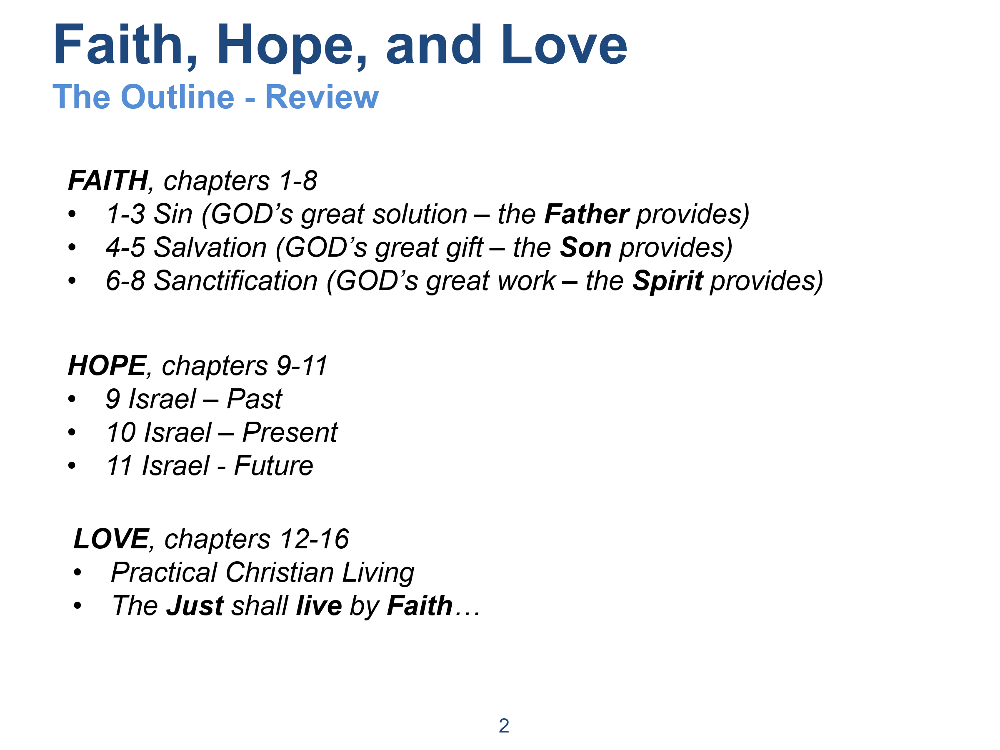 Faith, Hope, and Love
The Outline - Review
FAITH, chapters 1-8
• 1-3 Sin (GOD’s great solution – the Father provides)
• 4-5 Salvation (GOD’s great gift – the Son provides)
• 6-8 Sanctification (GOD’s great work – the Spirit provides)
HOPE, chapters 9-11
• 9 Israel – Past
• 10 Israel – Present
• 11 Israel - Future
LOVE, chapters 12-16
• Practical Christian Living
• The Just shall live by Faith…
2